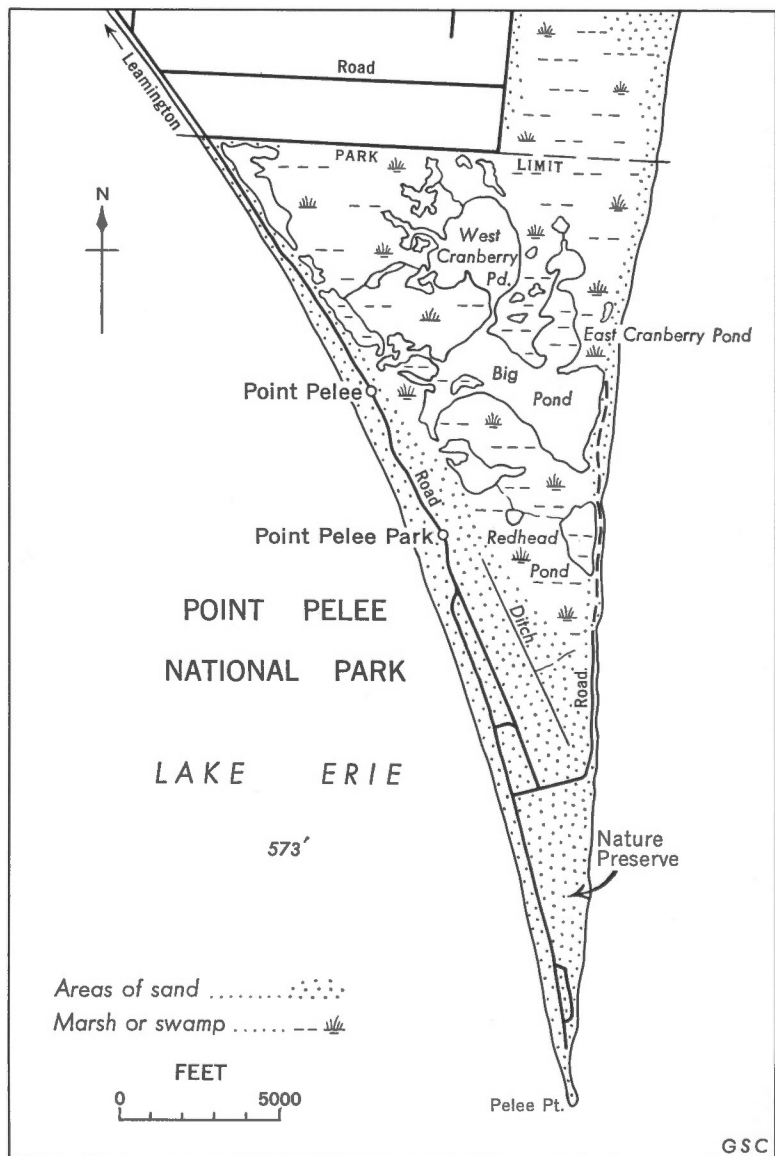 Road
Leamington
PARK LIMIT
N
West
Cranberry
Pd.
East Cranberry Pond
Big
Pond
Point Pelee
Road
Point Pelee Park
Redhead
Pond
Ditch
Road
POINT PELEE
NATIONAL PARK
LAKE ERIE
573'
Nature
Preserve
Areas of sand
Marsh or swamp
FEET
0 5000
Pelee Pt.
GSC